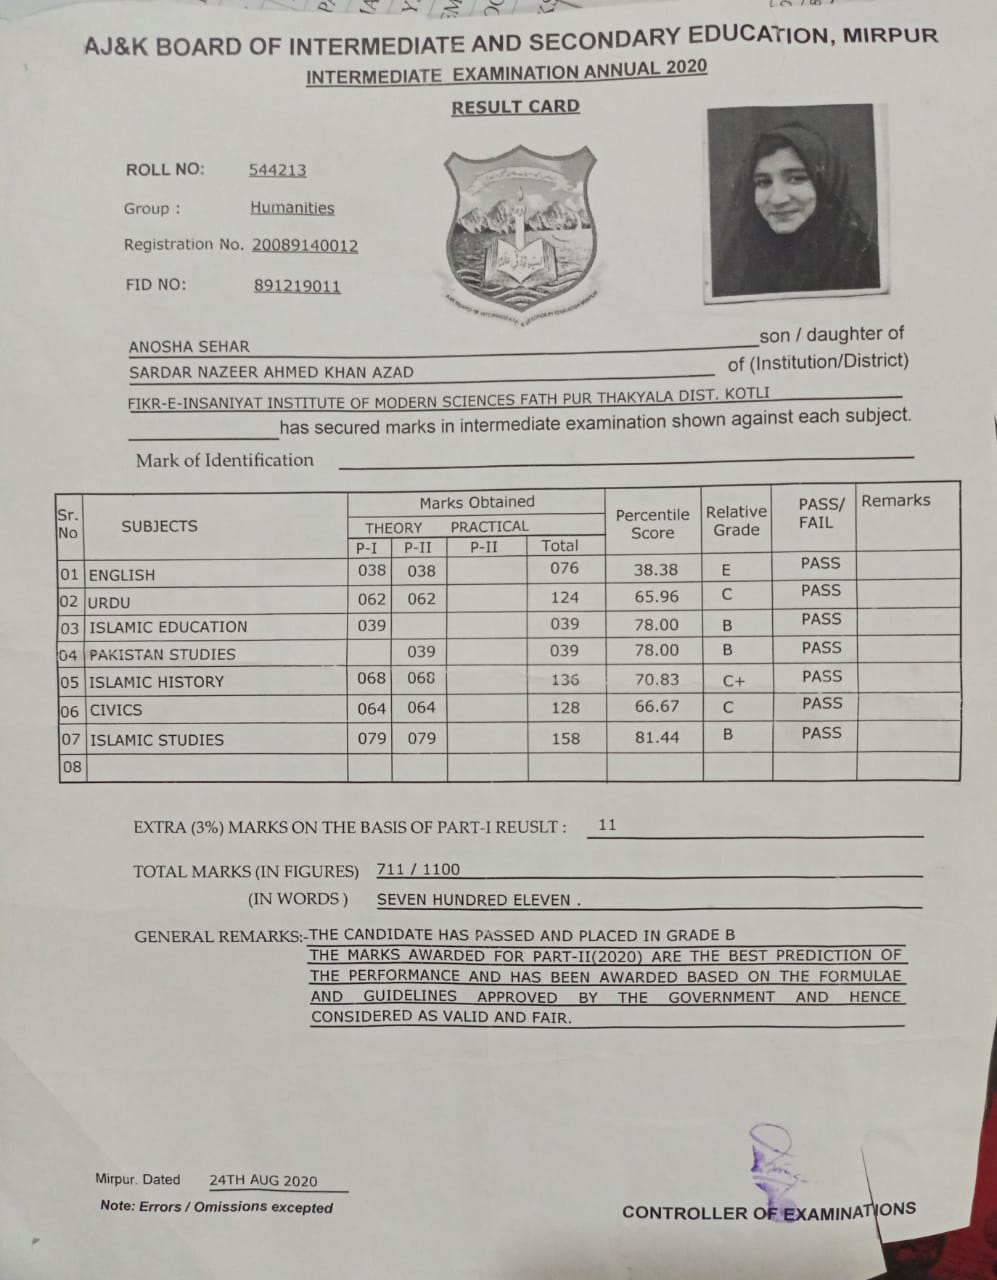 AJ&K BOARD OF INTERMEDIATE AND SECONDARY EDUCATION, MIRPUR
INTERMEDIATE EXAMINATION ANNUAL 2020
RESULT CARD
ROLL NO: 544213
Group : Humanities
Registration No. 20089140012
FID NO: 891219011
ANOSHA SEHAR son / daughter of
SARDAR NAZEER AHMED KHAN AZAD of (Institution/District)
FIKR-E-INSANIYAT INSTITUTE OF MODERN SCIENCES FATH PUR THAKYALA DIST. KOTLI
has secured marks in intermediate examination shown against each subject.
Mark of Identification
Sr. No SUBJECTS Marks Obtained Percentile Score Relative Grade PASS/ FAIL Remarks
THEORY PRACTICAL
P-I P-II P-II Total
01 ENGLISH 038 038 076 38.38 E PASS
02 URDU 062 062 124 65.96 C PASS
03 ISLAMIC EDUCATION 039 039 78.00 B PASS
04 PAKISTAN STUDIES 039 039 78.00 B PASS
05 ISLAMIC HISTORY 068 068 136 70.83 C+ PASS
06 CIVICS 064 064 128 66.67 C PASS
07 ISLAMIC STUDIES 079 079 158 81.44 B PASS
08
EXTRA (3%) MARKS ON THE BASIS OF PART-I REUSLT : 11
TOTAL MARKS (IN FIGURES) 711 / 1100
(IN WORDS ) SEVEN HUNDRED ELEVEN .
GENERAL REMARKS:-THE CANDIDATE HAS PASSED AND PLACED IN GRADE B
THE MARKS AWARDED FOR PART-II(2020) ARE THE BEST PREDICTION OF
THE PERFORMANCE AND HAS BEEN AWARDED BASED ON THE FORMULAE
AND GUIDELINES APPROVED BY THE GOVERNMENT AND HENCE
CONSIDERED AS VALID AND FAIR.
Mirpur. Dated 24TH AUG 2020
Note: Errors / Omissions excepted
CONTROLLER OF EXAMINATIONS